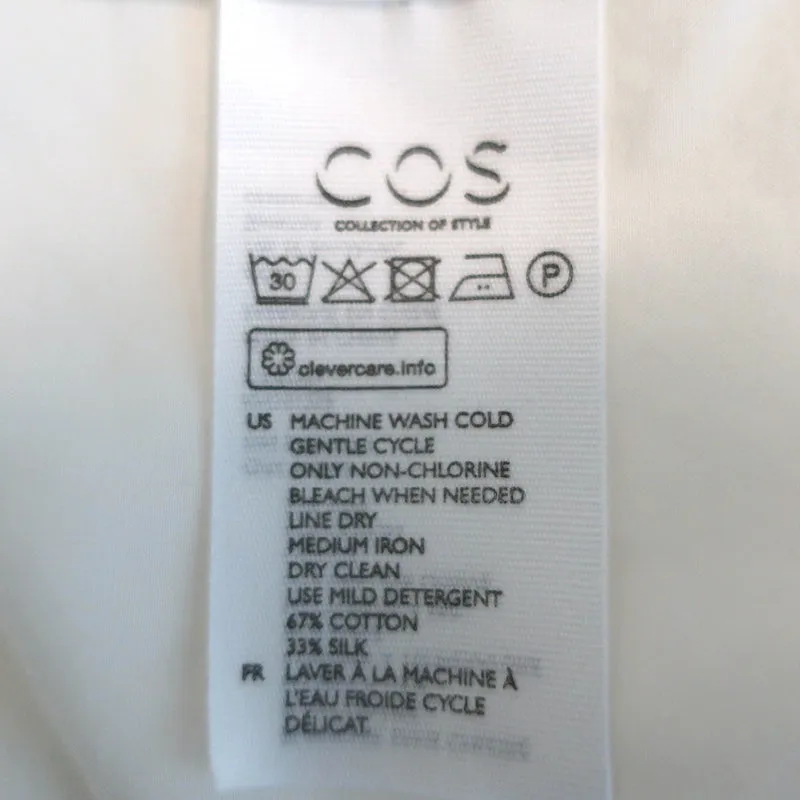 COS
COLLECTION OF STYLE
30
P
clevercare.info
US MACHINE WASH COLD
GENTLE CYCLE
ONLY NON-CHLORINE
BLEACH WHEN NEEDED
LINE DRY
MEDIUM IRON
DRY CLEAN
USE MILD DETERGENT
67% COTTON
33% SILK
FR LAVER À LA MACHINE À
L'EAU FROIDE CYCLE
DÉLICAT.